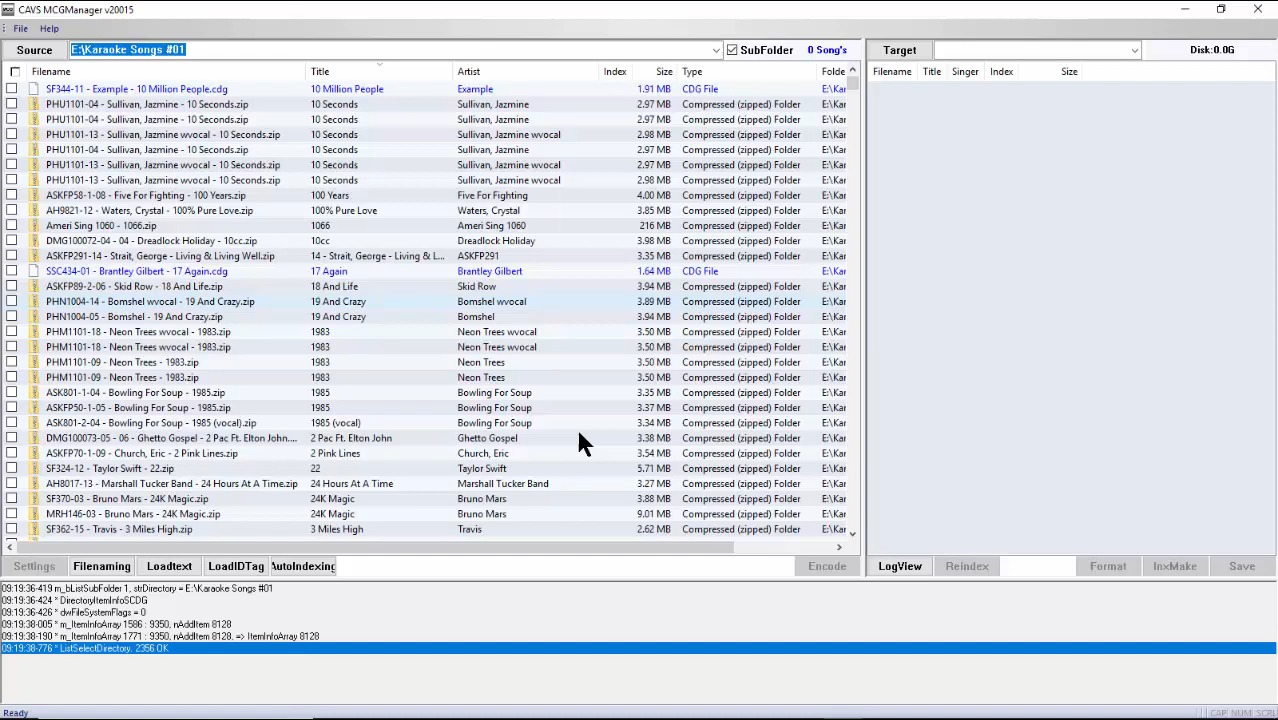 CAVS MCGManager v20015
File Help
Source E:\Karaoke Songs #01 SubFolder 0 Song's Target Disk:0.0G
Filename Title Artist Index Size Type Folde Filename Title Singer Index Size
SF344-11 - Example - 10 Million People.cdg 10 Million People Example 1.91 MB CDG File E:\Kar
PHU1101-04 - Sullivan, Jazmine - 10 Seconds.zip 10 Seconds Sullivan, Jazmine 2.97 MB Compressed (zipped) Folder E:\Kar
PHU1101-04 - Sullivan, Jazmine - 10 Seconds.zip 10 Seconds Sullivan, Jazmine 2.97 MB Compressed (zipped) Folder E:\Kar
PHU1101-13 - Sullivan, Jazmine wvocal - 10 Seconds.zip 10 Seconds Sullivan, Jazmine wvocal 2.98 MB Compressed (zipped) Folder E:\Kar
PHU1101-04 - Sullivan, Jazmine - 10 Seconds.zip 10 Seconds Sullivan, Jazmine 2.97 MB Compressed (zipped) Folder E:\Kar
PHU1101-13 - Sullivan, Jazmine wvocal - 10 Seconds.zip 10 Seconds Sullivan, Jazmine wvocal 2.97 MB Compressed (zipped) Folder E:\Kar
PHU1101-13 - Sullivan, Jazmine wvocal - 10 Seconds.zip 10 Seconds Sullivan, Jazmine wvocal 2.98 MB Compressed (zipped) Folder E:\Kar
ASKFP58-1-08 - Five For Fighting - 100 Years.zip 100 Years Five For Fighting 4.00 MB Compressed (zipped) Folder E:\Kar
AH9821-12 - Waters, Crystal - 100% Pure Love.zip 100% Pure Love Waters, Crystal 3.85 MB Compressed (zipped) Folder E:\Kar
Ameri Sing 1060 - 1066.zip 1066 Ameri Sing 1060 216 MB Compressed (zipped) Folder E:\Kar
DMG100072-04 - 04 - Dreadlock Holiday - 10cc.zip 10cc Dreadlock Holiday 3.98 MB Compressed (zipped) Folder E:\Kar
ASKFP291-14 - Strait, George - Living & Living Well.zip 14 - Strait, George - Living & L... ASKFP291 3.35 MB Compressed (zipped) Folder E:\Kar
SSC434-01 - Brantley Gilbert - 17 Again.cdg 17 Again Brantley Gilbert 1.64 MB CDG File E:\Kar
ASKFP89-2-06 - Skid Row - 18 And Life.zip 18 And Life Skid Row 3.94 MB Compressed (zipped) Folder E:\Kar
PHN1004-14 - Bomshel wvocal - 19 And Crazy.zip 19 And Crazy Bomshel wvocal 3.89 MB Compressed (zipped) Folder E:\Kar
PHN1004-05 - Bomshel - 19 And Crazy.zip 19 And Crazy Bomshel 3.94 MB Compressed (zipped) Folder E:\Kar
PHM1101-18 - Neon Trees wvocal - 1983.zip 1983 Neon Trees wvocal 3.50 MB Compressed (zipped) Folder E:\Kar
PHM1101-18 - Neon Trees wvocal - 1983.zip 1983 Neon Trees wvocal 3.50 MB Compressed (zipped) Folder E:\Kar
PHM1101-09 - Neon Trees - 1983.zip 1983 Neon Trees 3.50 MB Compressed (zipped) Folder E:\Kar
PHM1101-09 - Neon Trees - 1983.zip 1983 Neon Trees 3.50 MB Compressed (zipped) Folder E:\Kar
ASK801-1-04 - Bowling For Soup - 1985.zip 1985 Bowling For Soup 3.35 MB Compressed (zipped) Folder E:\Kar
ASKFP50-1-05 - Bowling For Soup - 1985.zip 1985 Bowling For Soup 3.37 MB Compressed (zipped) Folder E:\Kar
ASK801-2-04 - Bowling For Soup - 1985 (vocal).zip 1985 (vocal) Bowling For Soup 3.34 MB Compressed (zipped) Folder E:\Kar
DMG100073-05 - 06 - Ghetto Gospel - 2 Pac Ft. Elton John.... 2 Pac Ft. Elton John Ghetto Gospel 3.38 MB Compressed (zipped) Folder E:\Kar
ASKFP70-1-09 - Church, Eric - 2 Pink Lines.zip 2 Pink Lines Church, Eric 3.54 MB Compressed (zipped) Folder E:\Kar
SF324-12 - Taylor Swift - 22.zip 22 Taylor Swift 5.71 MB Compressed (zipped) Folder E:\Kar
AH8017-13 - Marshall Tucker Band - 24 Hours At A Time.zip 24 Hours At A Time Marshall Tucker Band 3.27 MB Compressed (zipped) Folder E:\Kar
SF370-03 - Bruno Mars - 24K Magic.zip 24K Magic Bruno Mars 3.88 MB Compressed (zipped) Folder E:\Kar
MRH146-03 - Bruno Mars - 24K Magic.zip 24K Magic Bruno Mars 9.01 MB Compressed (zipped) Folder E:\Kar
SF362-15 - Travis - 3 Miles High.zip 3 Miles High Travis 2.62 MB Compressed (zipped) Folder E:\Kar
Settings Filenaming Loadtext LoadIDTag AutoIndexing Encode LogView Reindex Format InxMake Save
09:19:36-419 m_bListSubFolder 1, strDirectory = E:\Karaoke Songs #01
09:19:36-424 * DirectoryItemInfoSCDG
09:19:36-426 * dwFileSystemFlags = 0
09:19:38-005 * m_ItemInfoArray 1586 : 9350, nAddItem 8128
09:19:38-190 * m_ItemInfoArray 1771 : 9350, nAddItem 8128, => ItemInfoArray 8128
09:19:38-776 * ListSelectDirectory. 2356 OK
Ready CAP NUM SCRL